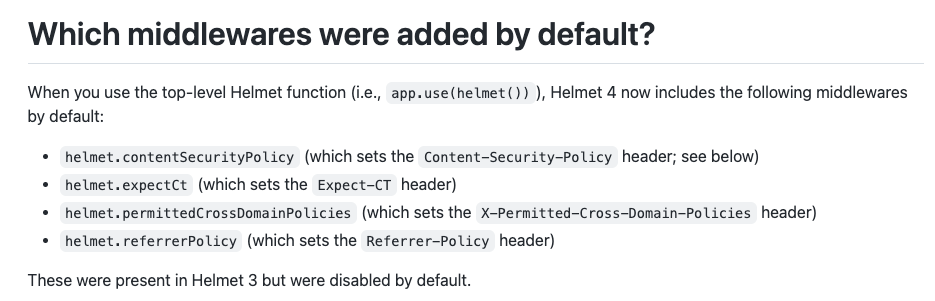 Which middlewares were added by default?
When you use the top-level Helmet function (i.e., app.use(helmet()) ), Helmet 4 now includes the following middlewares
by default:
• helmet.contentSecurityPolicy (which sets the Content-Security-Policy header; see below)
• helmet.expectCt (which sets the Expect-CT header)
• helmet.permittedCrossDomainPolicies (which sets the X-Permitted-Cross-Domain-Policies header)
• helmet.referrerPolicy (which sets the Referrer-Policy header)
These were present in Helmet 3 but were disabled by default.